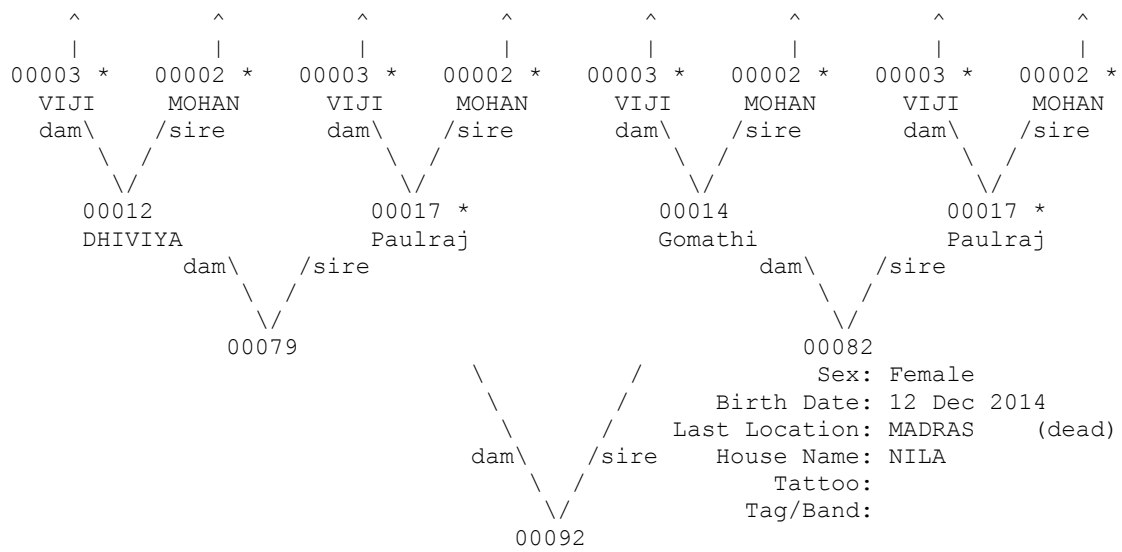 ^ ^ ^ ^ ^ ^ ^ ^
| | | | | | | |
00003 * 00002 * 00003 * 00002 * 00003 * 00002 * 00003 * 00002 *
VIJI MOHAN VIJI MOHAN VIJI MOHAN VIJI MOHAN
dam\ /sire dam\ /sire dam\ /sire dam\ /sire
\ / \ / \ / \ /
\/ \/ \/ \/
00012 00017 * 00014 00017 *
DHIVIYA Paulraj Gomathi Paulraj
dam\ /sire dam\ /sire
\ / \ /
\/ \/
00079 00082
\ / Sex: Female
\ / Birth Date: 12 Dec 2014
\ / Last Location: MADRAS (dead)
dam\ /sire House Name: NILA
\ / Tattoo:
\/ Tag/Band:
00092